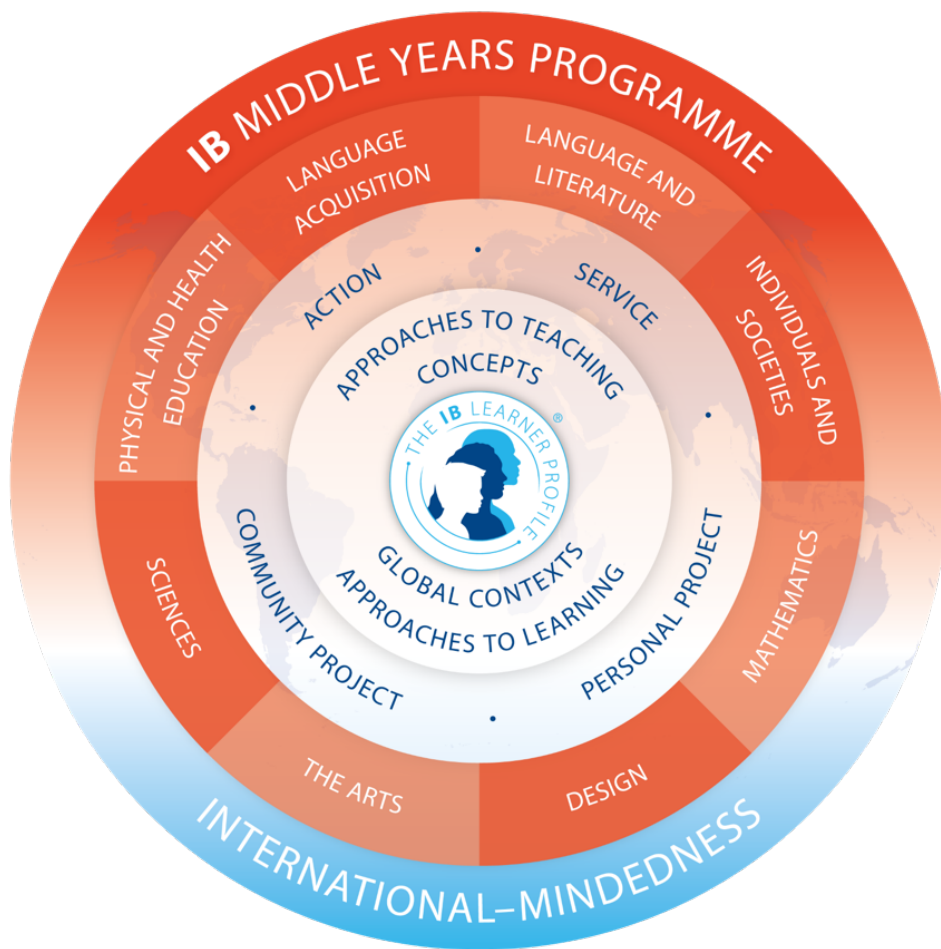 IB MIDDLE YEARS PROGRAMME
LANGUAGE
ACQUISITION
LANGUAGE AND
LITERATURE
INDIVIDUALS AND
SOCIETIES
MATHEMATICS
DESIGN
THE ARTS
SCIENCES
PHYSICAL AND HEALTH
EDUCATION
ACTION
SERVICE
PERSONAL PROJECT
COMMUNITY PROJECT
APPROACHES TO TEACHING
CONCEPTS
THE IB LEARNER PROFILE
®
GLOBAL CONTEXTS
APPROACHES TO LEARNING
INTERNATIONAL–MINDEDNESS